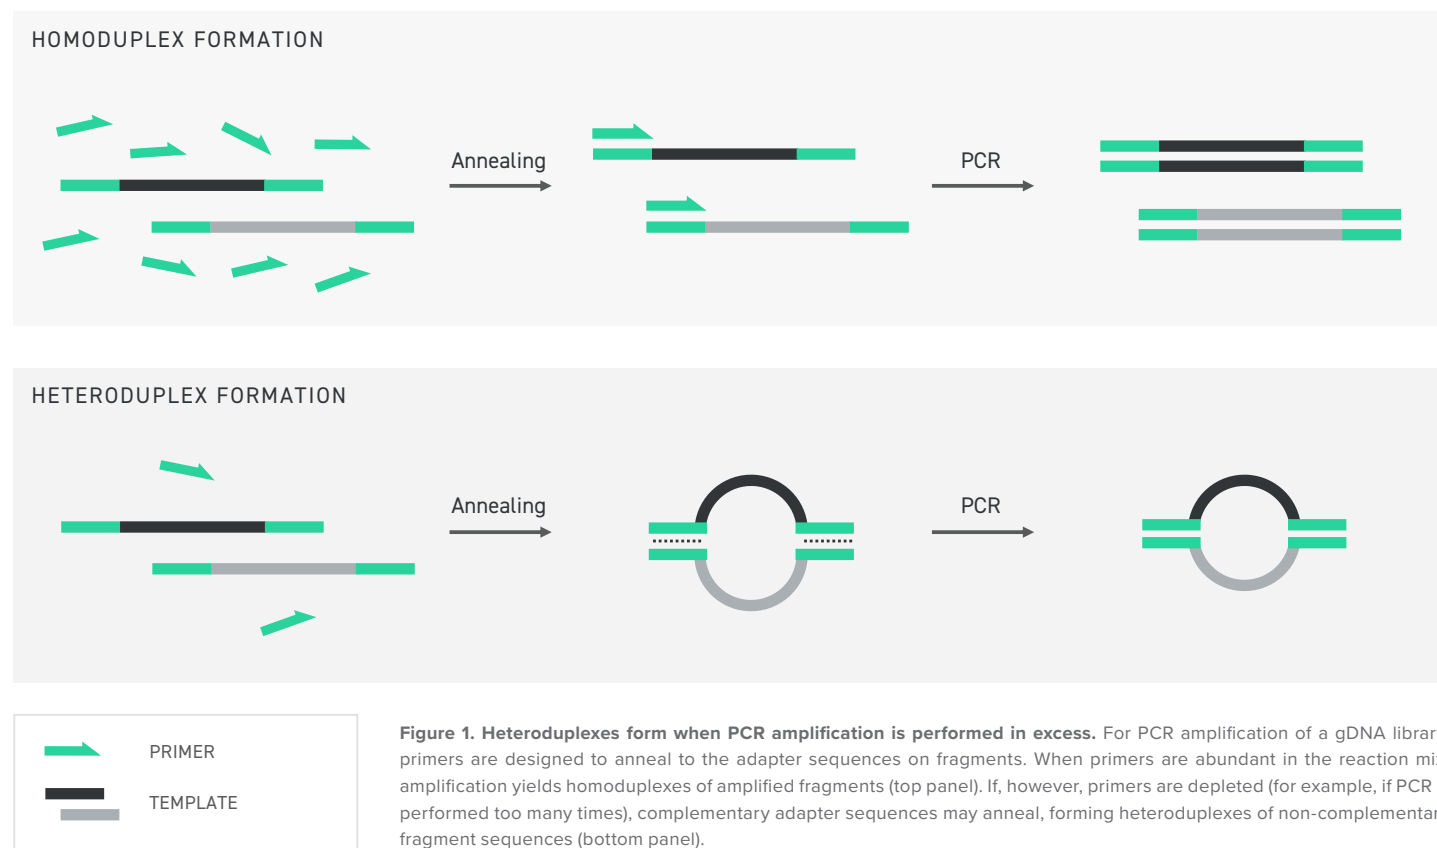 HOMODUPLEX FORMATION
Annealing
PCR
HETERODUPLEX FORMATION
Annealing
PCR
PRIMER
TEMPLATE
Figure 1. Heteroduplexes form when PCR amplification is performed in excess. For PCR amplification of a gDNA librar
primers are designed to anneal to the adapter sequences on fragments. When primers are abundant in the reaction mi
amplification yields homoduplexes of amplified fragments (top panel). If, however, primers are depleted (for example, if PCR
performed too many times), complementary adapter sequences may anneal, forming heteroduplexes of non-complementar
fragment sequences (bottom panel).